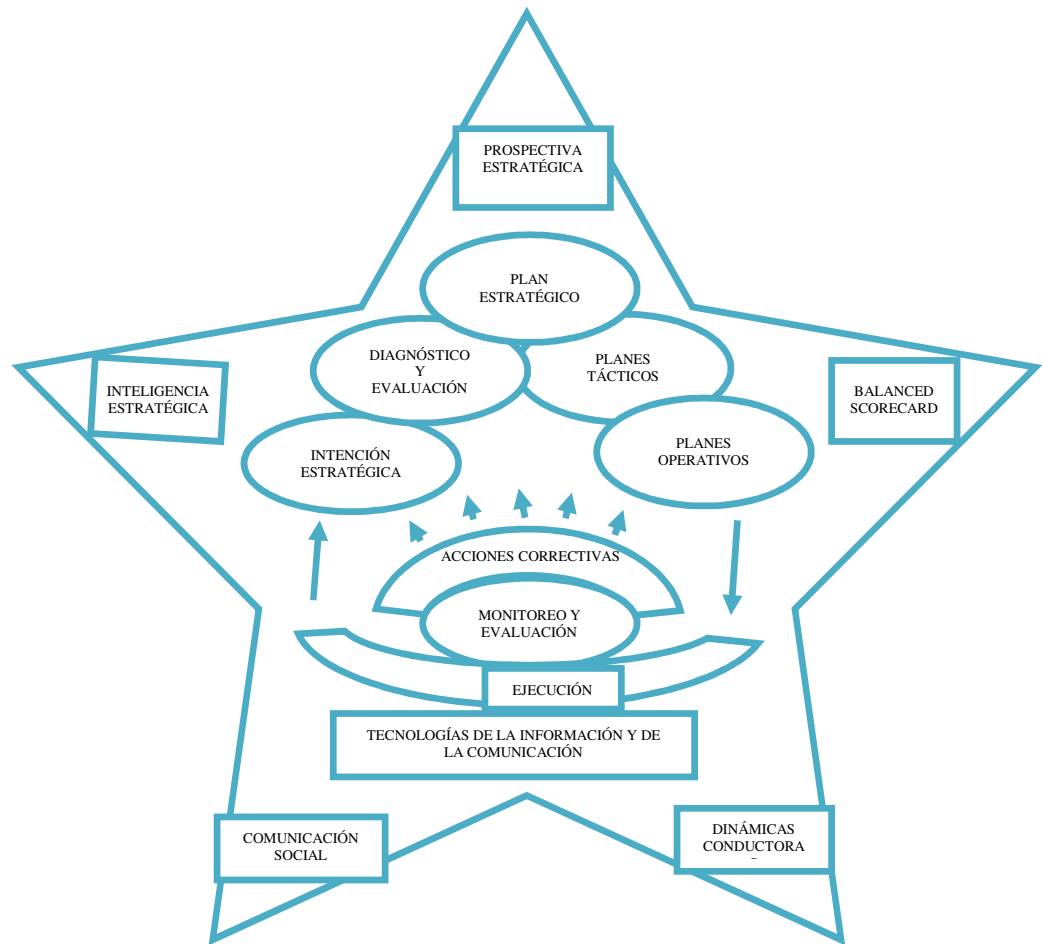 PROSPECTIVA
ESTRATÉGICA
PLAN
ESTRATÉGICO
DIAGNÓSTICO
Y
EVALUACIÓN
PLANES
TÁCTICOS
INTELIGENCIA
ESTRATÉGICA
BALANCED
SCORECARD
INTENCIÓN
ESTRATÉGICA
PLANES
OPERATIVOS
ACCIONES CORRECTIVAS
MONITOREO Y
EVALUACIÓN
EJECUCIÓN
TECNOLOGÍAS DE LA INFORMACIÓN Y DE
LA COMUNICACIÓN
COMUNICACIÓN
SOCIAL
DINÁMICAS
CONDUCTORA